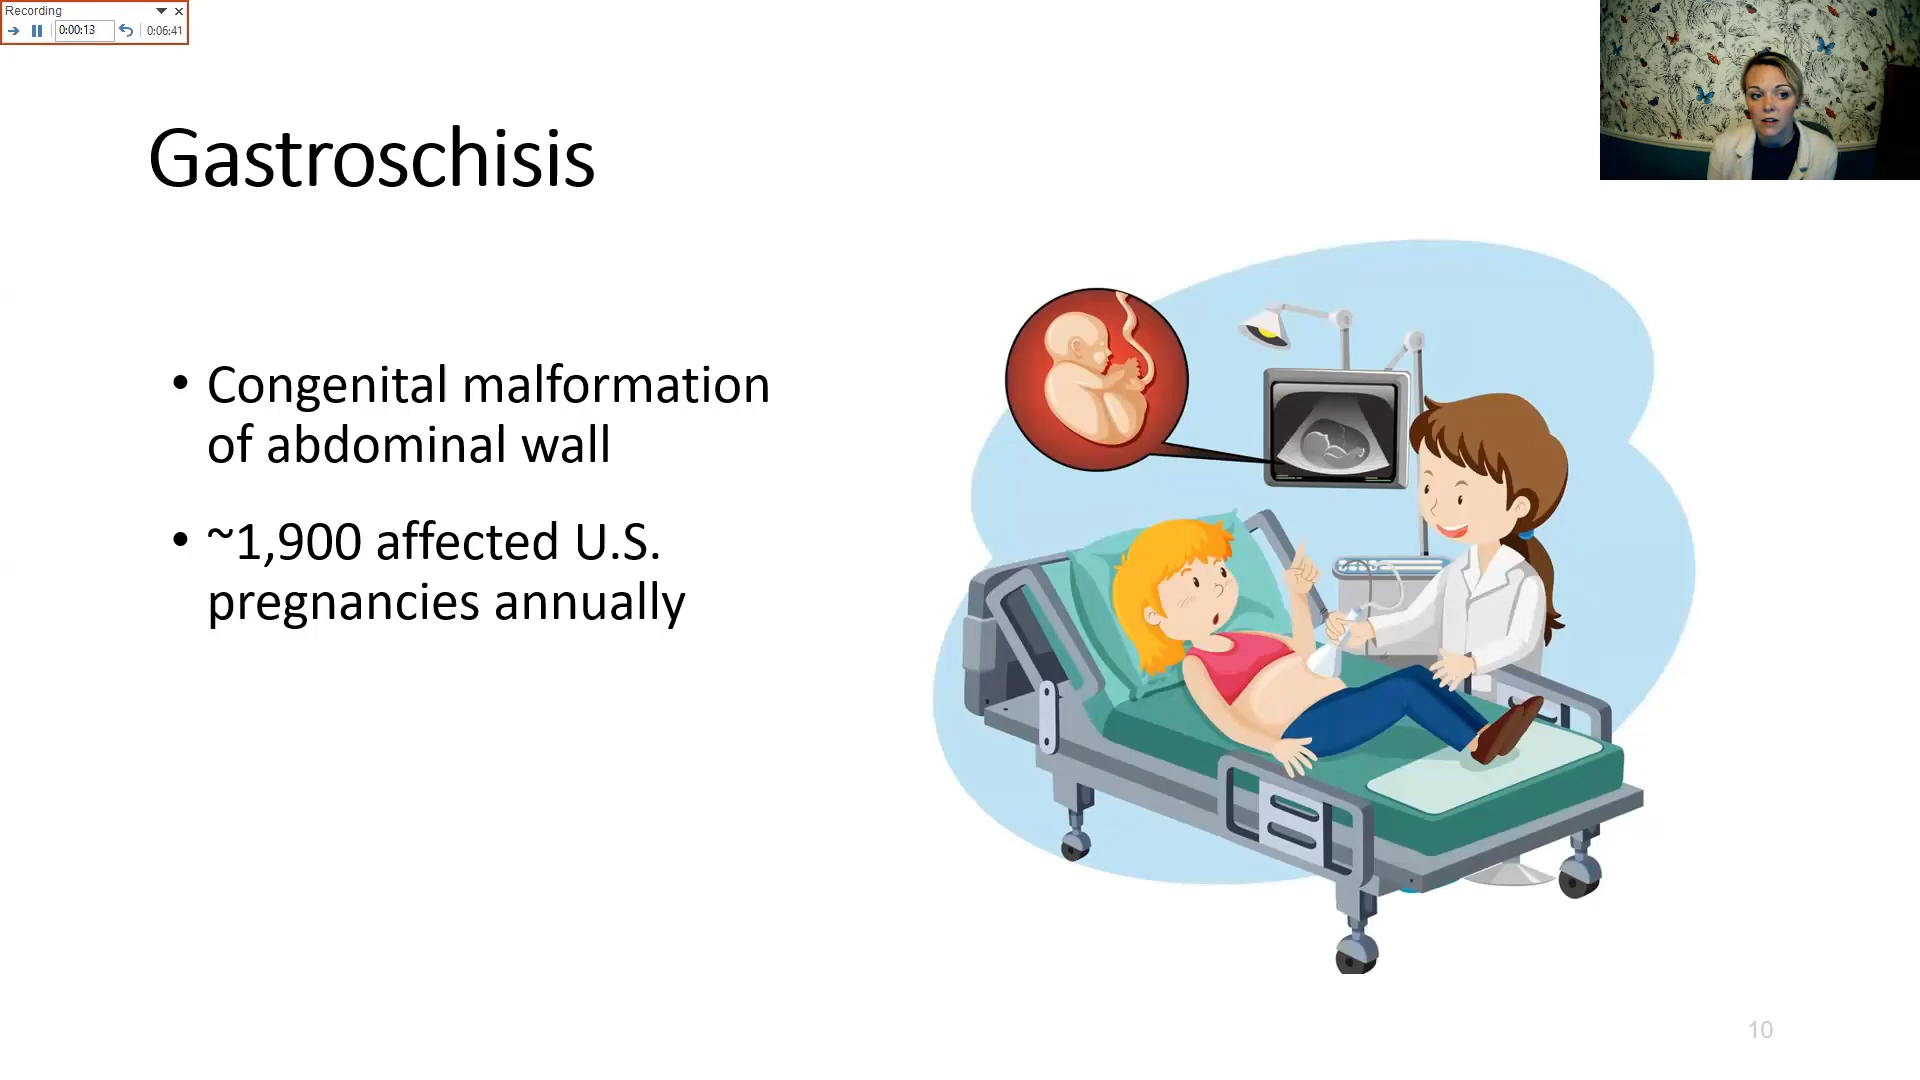 Recording
0:00:13 0:06:41
Gastroschisis
• Congenital malformation
of abdominal wall
• ~1,900 affected U.S.
pregnancies annually
10